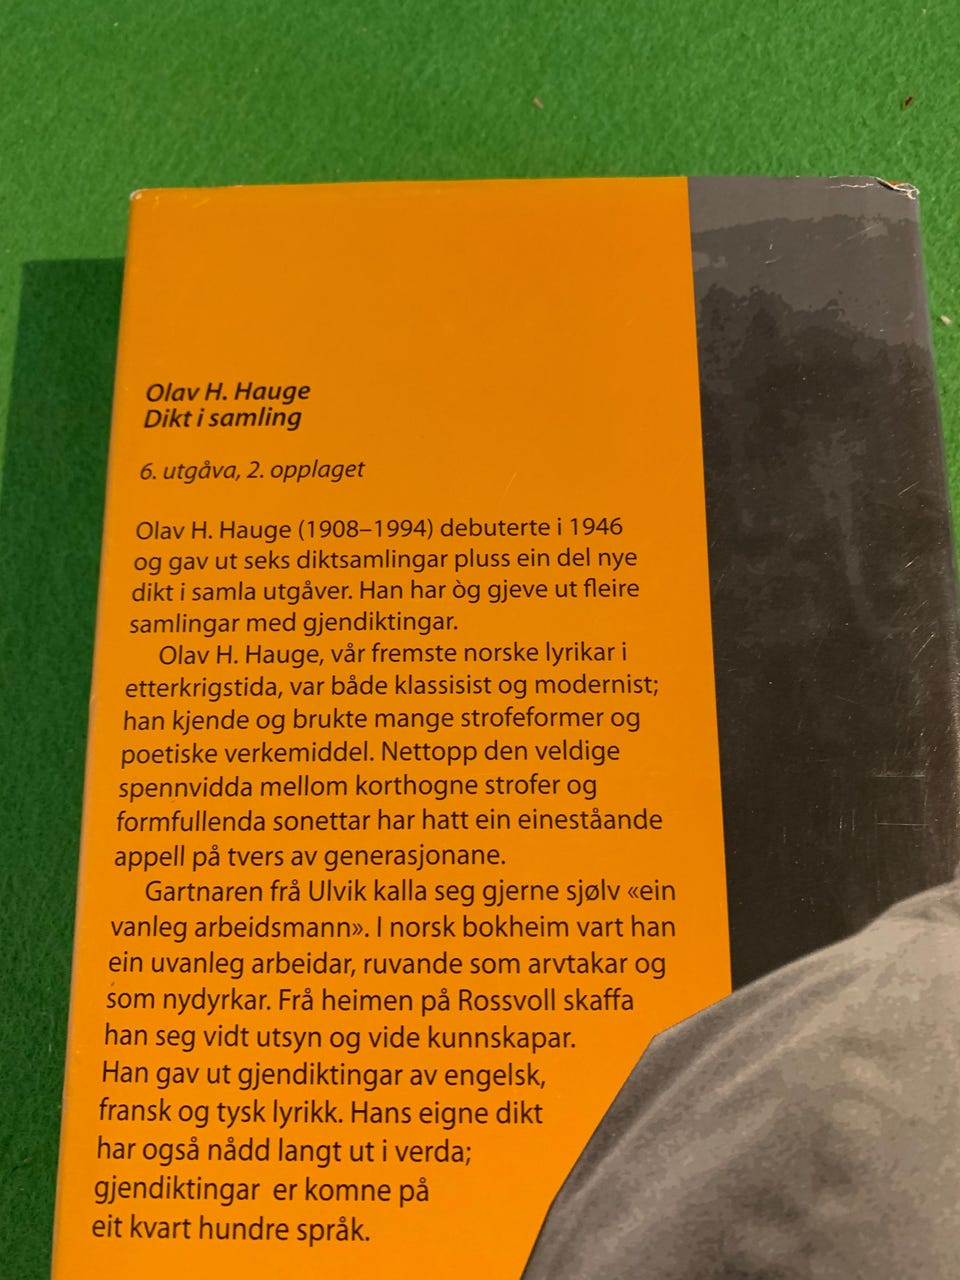 Olav H. Hauge
Dikt i samling
6. utgåva, 2. opplaget
Olav H. Hauge (1908–1994) debuterte i 1946
og gav ut seks diktsamlingar pluss ein del nye
dikt i samla utgåver. Han har òg gjeve ut fleire
samlingar med gjendiktingar.
Olav H. Hauge, vår fremste norske lyrikar i
etterkrigstida, var både klassisist og modernist;
han kjende og brukte mange strofeformer og
poetiske verkemiddel. Nettopp den veldige
spennvidda mellom korthogne strofer og
formfullenda sonettar har hatt ein eineståande
appell på tvers av generasjonane.
Gartnaren frå Ulvik kalla seg gjerne sjølv «ein
vanleg arbeidsmann». I norsk bokheim vart han
ein uvanleg arbeidar, ruvande som arvtakar og
som nydyrkar. Frå heimen på Rossvoll skaffa
han seg vidt utsyn og vide kunnskapar.
Han gav ut gjendiktingar av engelsk,
fransk og tysk lyrikk. Hans eigne dikt
har også nådd langt ut i verda;
gjendiktingar er komne på
eit kvart hundre språk.